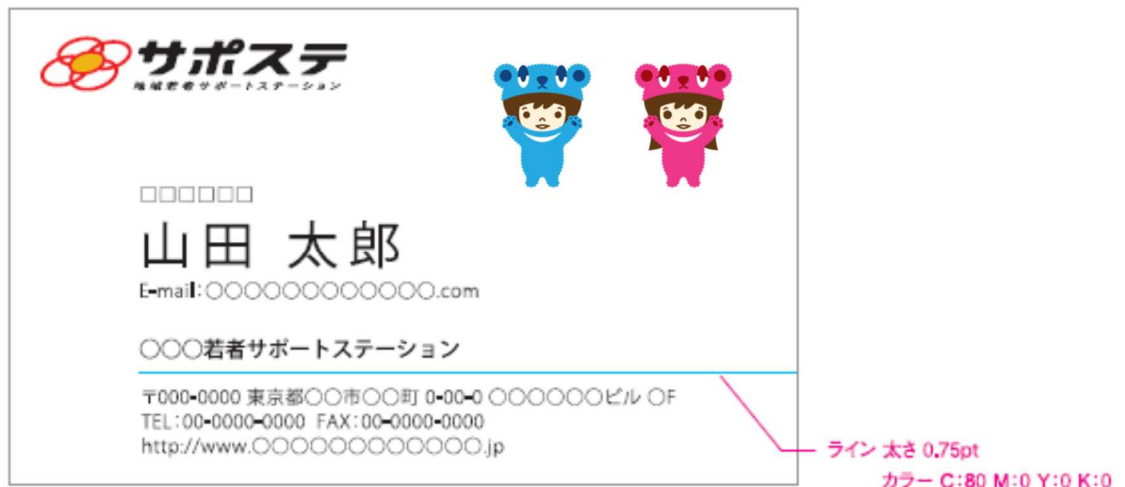 サポステ
地域若者サポートステーション
□□□□□□
山田 太郎
E-mail:○○○○○○○○○○○○.com
○○○若者サポートステーション
〒000-0000 東京都○○市○○町 0-00-0 ○○○○○○ビル ○F
TEL:00-0000-0000 FAX:00-0000-0000
http://www.○○○○○○○○○○○○.jp
ライン 太さ 0.75pt
カラー C:80 M:0 Y:0 K:0